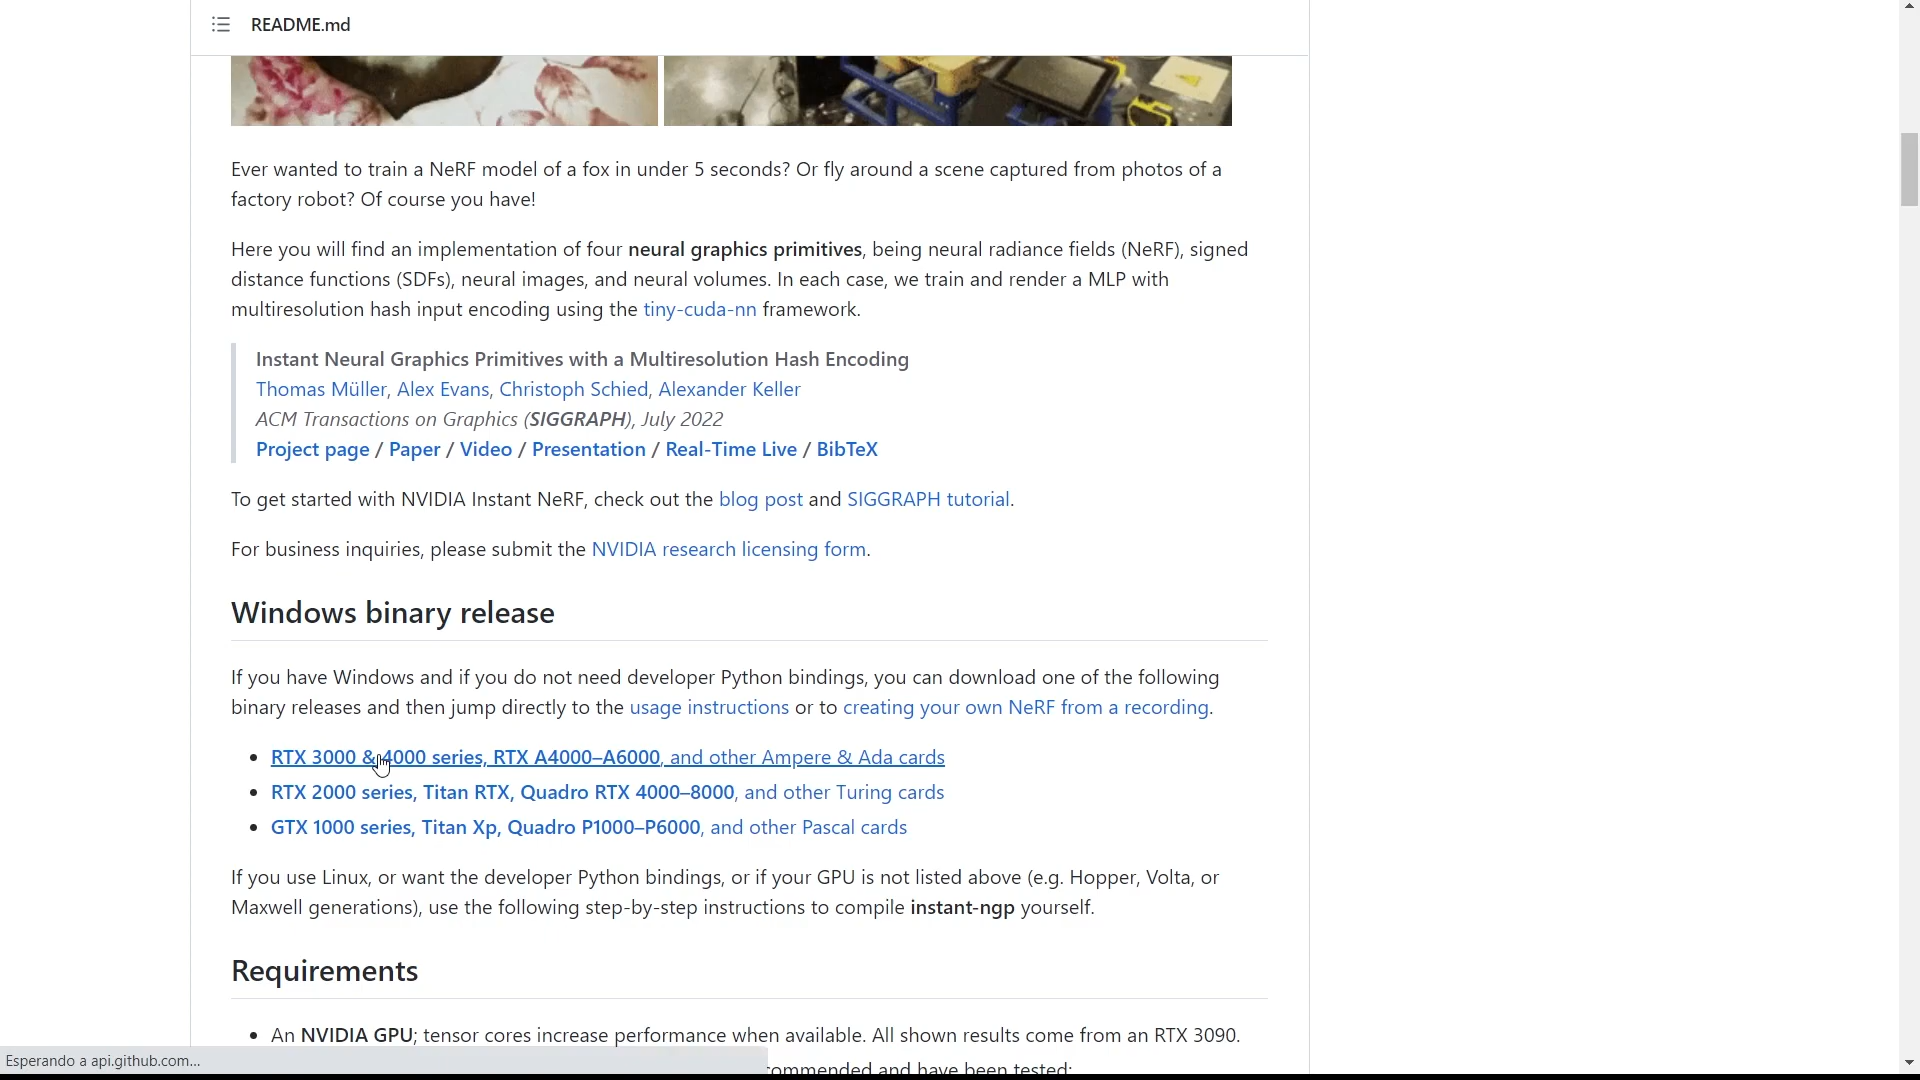 README.md
Ever wanted to train a NeRF model of a fox in under 5 seconds? Or fly around a scene captured from photos of a
factory robot? Of course you have!
Here you will find an implementation of four neural graphics primitives, being neural radiance fields (NeRF), signed
distance functions (SDFs), neural images, and neural volumes. In each case, we train and render a MLP with
multiresolution hash input encoding using the tiny-cuda-nn framework.
Instant Neural Graphics Primitives with a Multiresolution Hash Encoding
Thomas Müller, Alex Evans, Christoph Schied, Alexander Keller
ACM Transactions on Graphics (SIGGRAPH), July 2022
Project page / Paper / Video / Presentation / Real-Time Live / BibTeX
To get started with NVIDIA Instant NeRF, check out the blog post and SIGGRAPH tutorial.
For business inquiries, please submit the NVIDIA research licensing form.
Windows binary release
If you have Windows and if you do not need developer Python bindings, you can download one of the following
binary releases and then jump directly to the usage instructions or to creating your own NeRF from a recording.
RTX 3000 & 4000 series, RTX A4000–A6000, and other Ampere & Ada cards
RTX 2000 series, Titan RTX, Quadro RTX 4000–8000, and other Turing cards
GTX 1000 series, Titan Xp, Quadro P1000–P6000, and other Pascal cards
If you use Linux, or want the developer Python bindings, or if your GPU is not listed above (e.g. Hopper, Volta, or
Maxwell generations), use the following step-by-step instructions to compile instant-ngp yourself.
Requirements
An NVIDIA GPU; tensor cores increase performance when available. All shown results come from an RTX 3090.
Esperando a api.github.com...
ommended and have been tested: